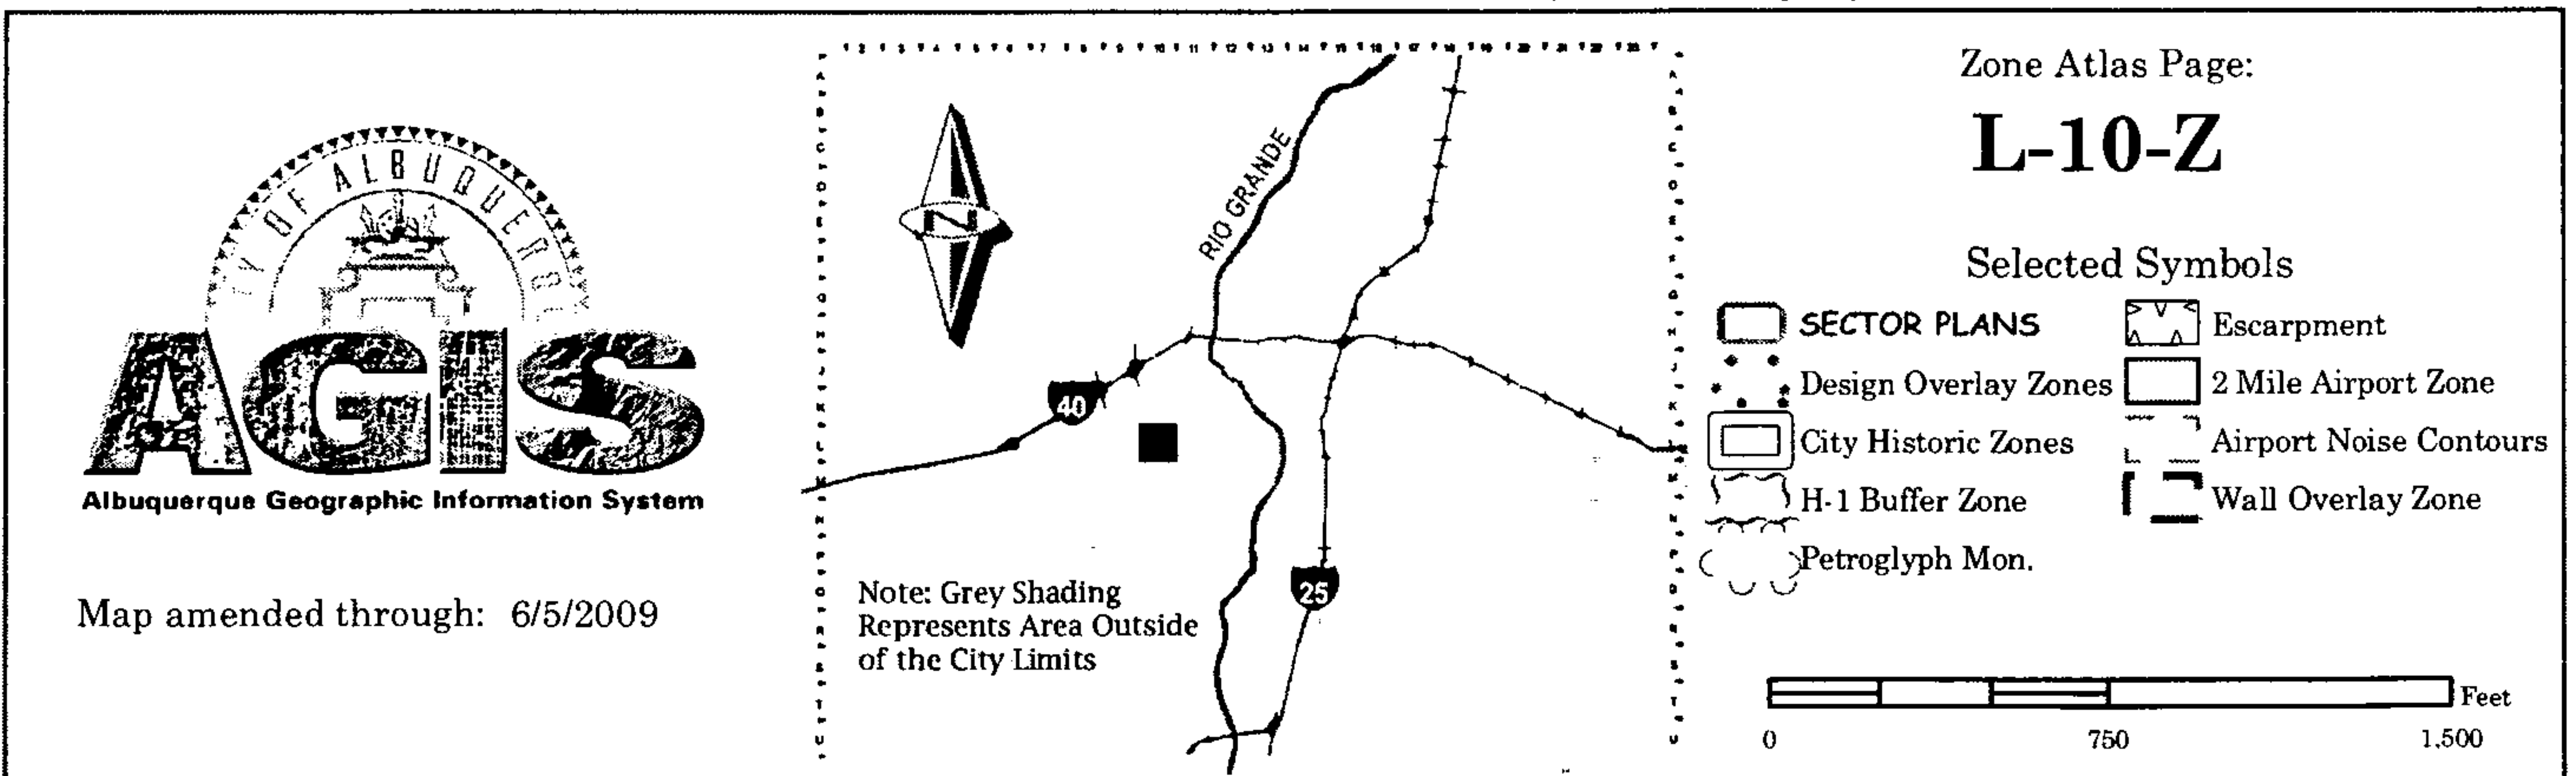 CITY OF ALBUQUERQUE
AGIS
Albuquerque Geographic Information System
Map amended through: 6/5/2009
N
RIO GRANDE
40
25
Note: Grey Shading
Represents Area Outside
of the City Limits
Zone Atlas Page:
L-10-Z
Selected Symbols
SECTOR PLANS
Escarpment
Design Overlay Zones
2 Mile Airport Zone
City Historic Zones
Airport Noise Contours
H-1 Buffer Zone
Wall Overlay Zone
Petroglyph Mon.
Feet
0 750 1,500